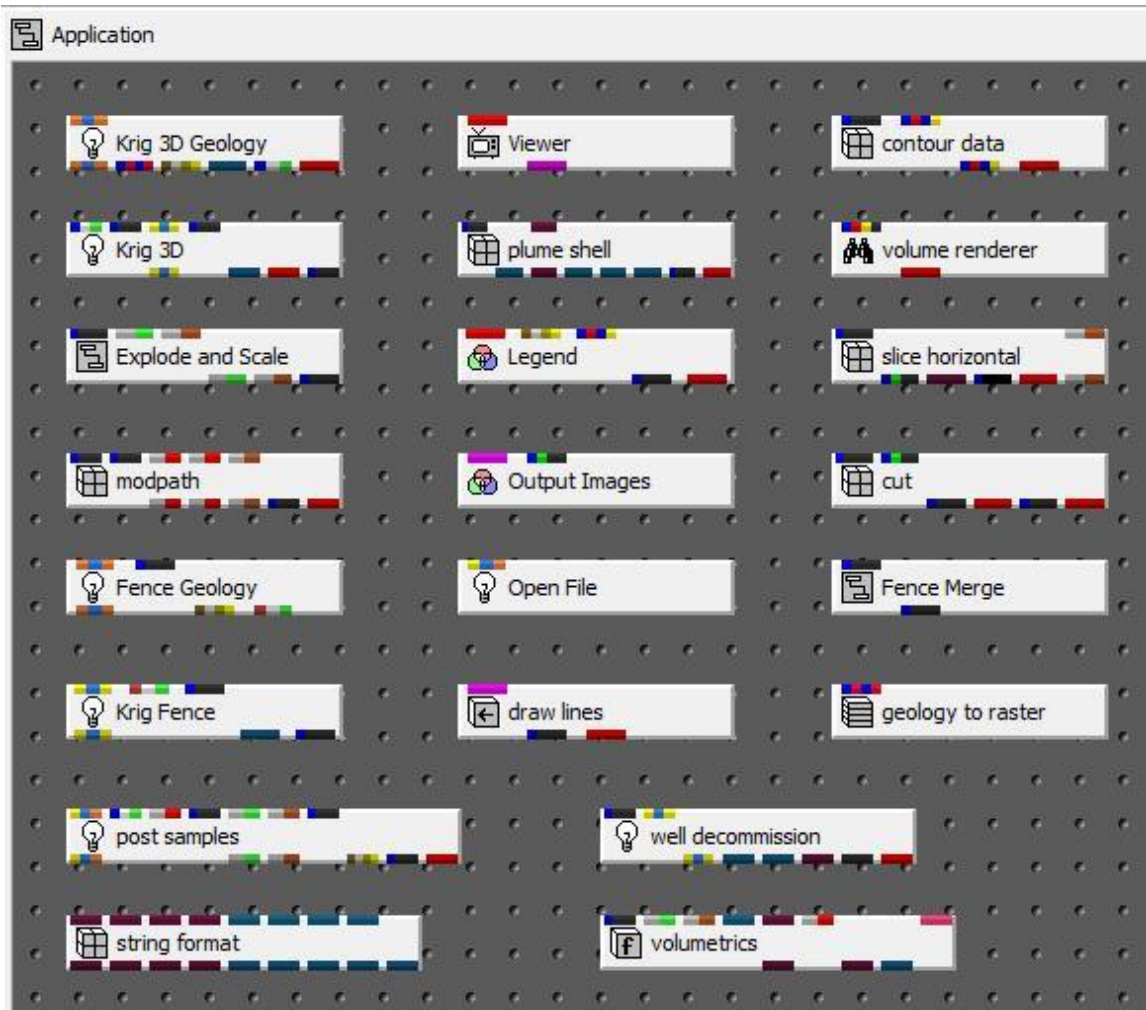 Application
Krig 3D Geology
Viewer
contour data
Krig 3D
plume shell
volume renderer
Explode and Scale
Legend
slice horizontal
modpath
Output Images
cut
Fence Geology
Open File
Fence Merge
Krig Fence
draw lines
geology to raster
post samples
well decommission
string format
f volumetrics